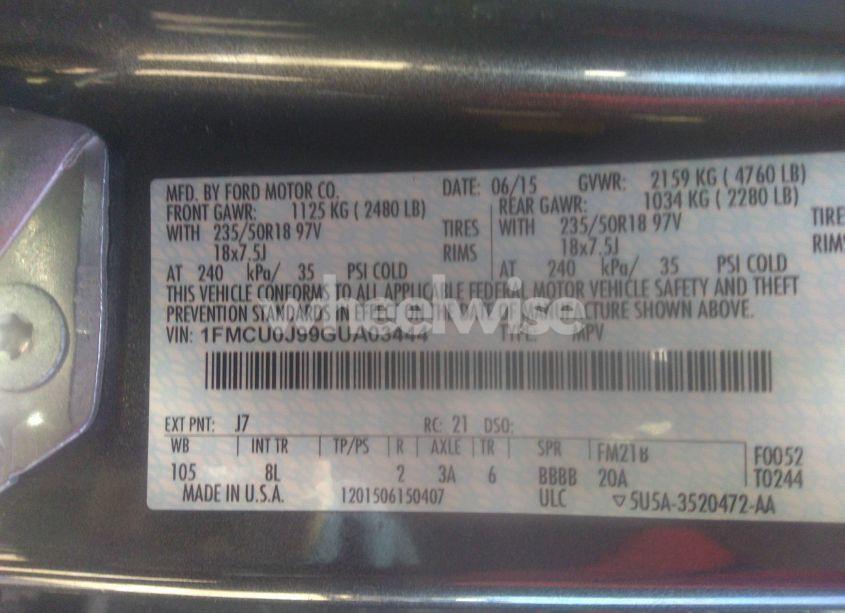 MFD. BY FORD MOTOR CO. DATE: 06/15 GVWR: 2159 KG ( 4760 LB)
FRONT GAWR: 1125 KG ( 2480 LB) REAR GAWR: 1034 KG ( 2280 LB)
WITH 235/50R18 97V TIRES WITH 235/50R18 97V TIRE
18x7.5J RIMS 18x7.5J RIMS
AT 240 kPa/ 35 PSI COLD AT 240 kPa/ 35 PSI COLD
THIS VEHICLE CONFORMS TO ALL APPLICABLE FEDERAL MOTOR VEHICLE SAFETY AND THEFT
PREVENTION STANDARDS IN EFFECT ON THE DATE OF MANUFACTURE SHOWN ABOVE.
wheelwise
VIN: 1FMCU0J99GUA03444 TYPE: MPV
EXT PNT: J7 RC: 21 DSO:
WB INT TR TP/PS R AXLE TR SPR FM21B F0052
105 8L 2 3A 6 BBBB 20A T0244
MADE IN U.S.A. 1201506150407 ULC ▽5U5A-3520472-AA